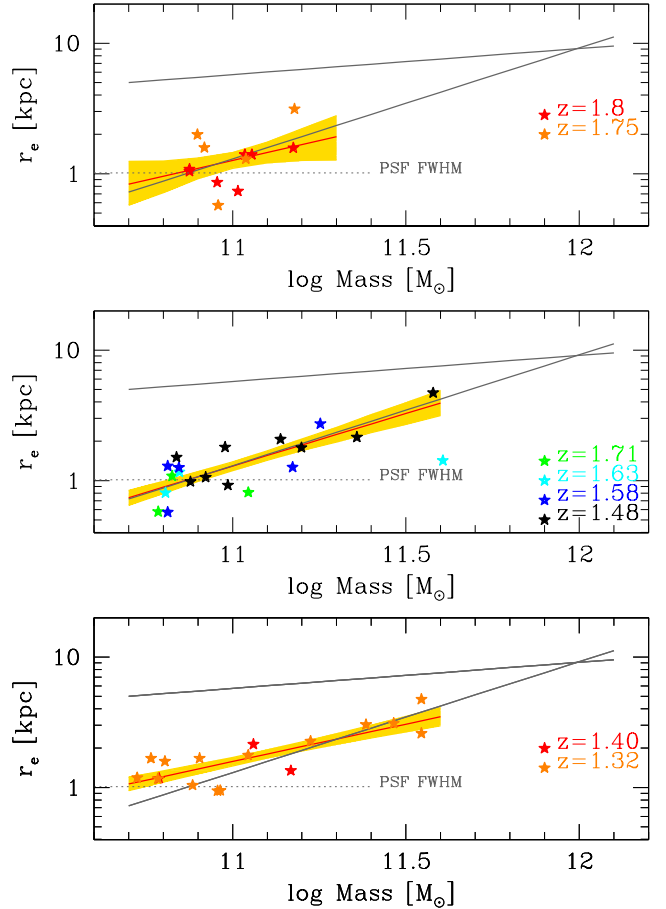 10
z=1.8
z=1.75
r_e [kpc]
PSF FWHM
1
11
11.5
12
log Mass [M_⊙]
10
r_e [kpc]
z=1.71
PSF FWHM
z=1.63
1
z=1.58
z=1.48
11
11.5
12
log Mass [M_⊙]
10
r_e [kpc]
z=1.40
z=1.32
PSF FWHM
1
11
11.5
12
log Mass [M_⊙]